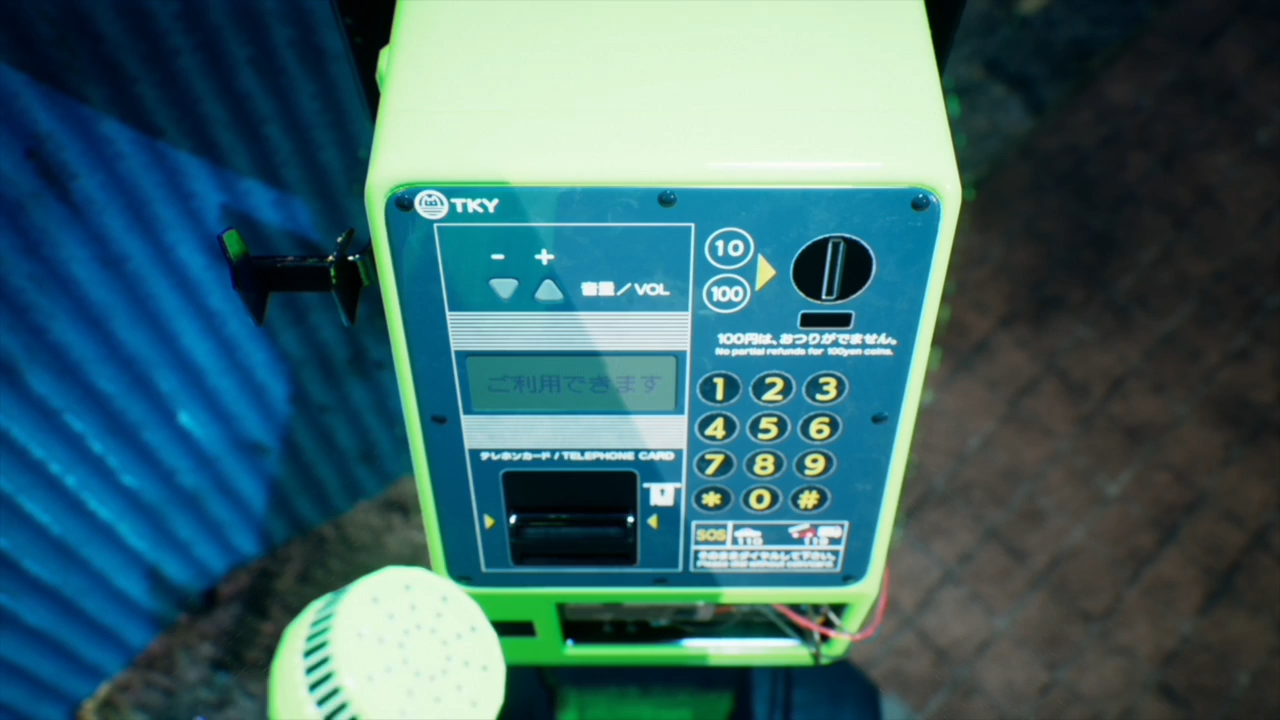 TKY
- +
音量/VOL
10
100
100円は、おつりがでません。
No partial refunds for 100yen coins.
ご利用できます
1 2 3
4 5 6
7 8 9
* 0 #
テレホンカード / TELEPHONE CARD
SOS 110 119